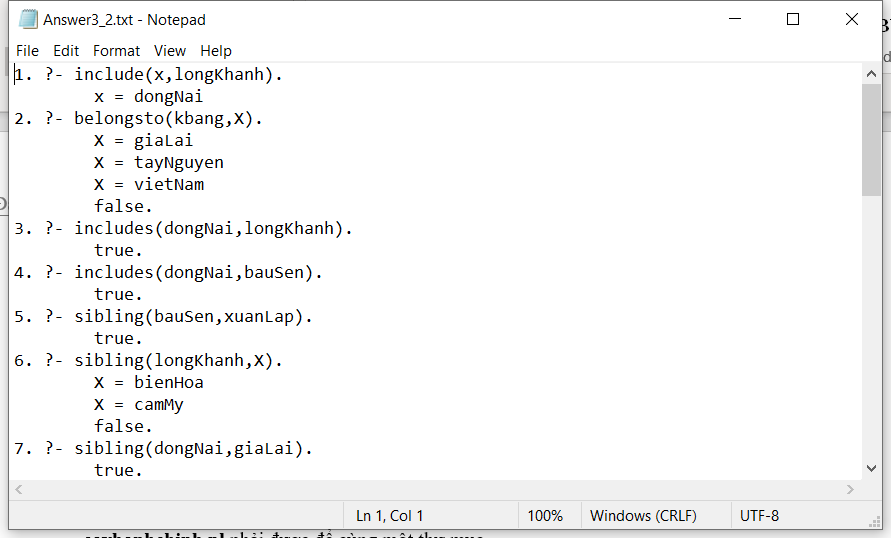 Answer3_2.txt - Notepad
File Edit Format View Help
1. ?- include(x,longKhanh).
x = dongNai
2. ?- belongsto(kbang,X).
X = giaLai
X = tayNguyen
X = vietNam
false.
3. ?- includes(dongNai,longKhanh).
true.
4. ?- includes(dongNai,bauSen).
true.
5. ?- sibling(bauSen,xuanLap).
true.
6. ?- sibling(longKhanh,X).
X = bienHoa
X = camMy
false.
7. ?- sibling(dongNai,giaLai).
true.
Ln 1, Col 1 100% Windows (CRLF) UTF-8